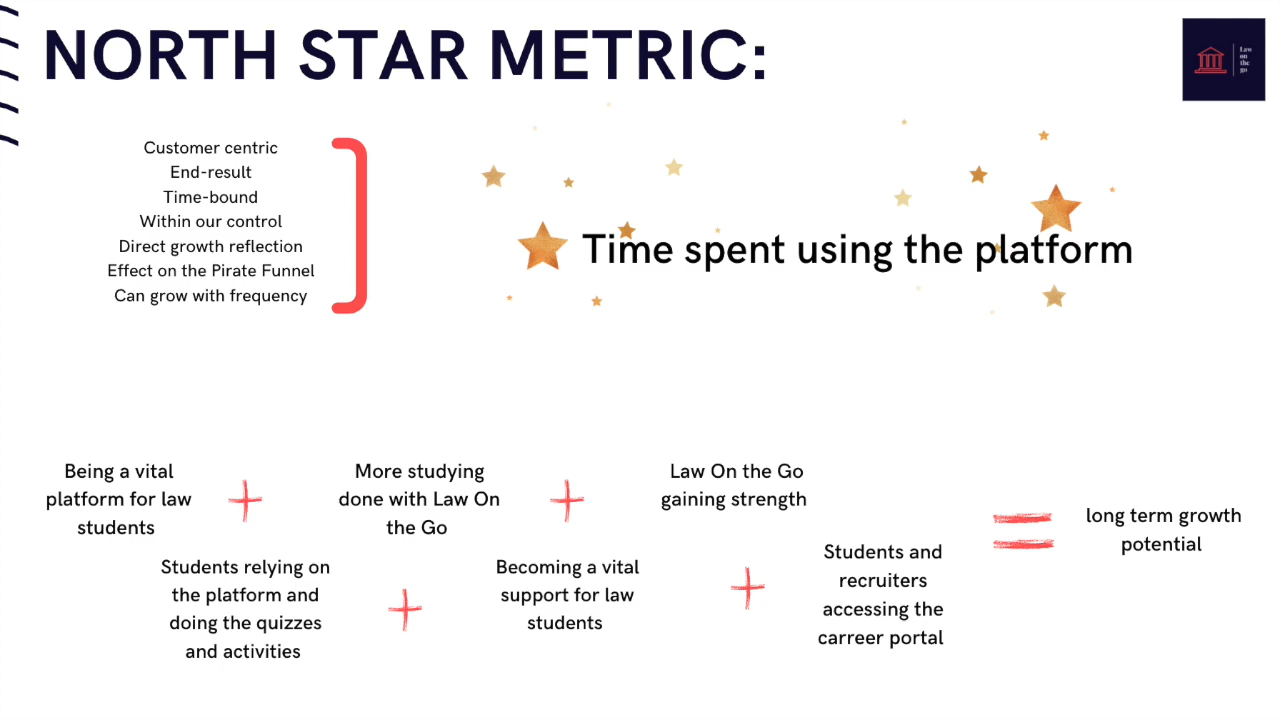 NORTH STAR METRIC:
Law
on
the
go
Customer centric
End-result
Time-bound
Within our control
Direct growth reflection
Effect on the Pirate Funnel
Can grow with frequency
Time spent using the platform
Being a vital
platform for law
students
+
More studying
done with Law On
the Go
+
Law On the Go
gaining strength
Students relying on
the platform and
doing the quizzes
and activities
+
Becoming a vital
support for law
students
+
Students and
recruiters
accessing the
carreer portal
=
long term growth
potential